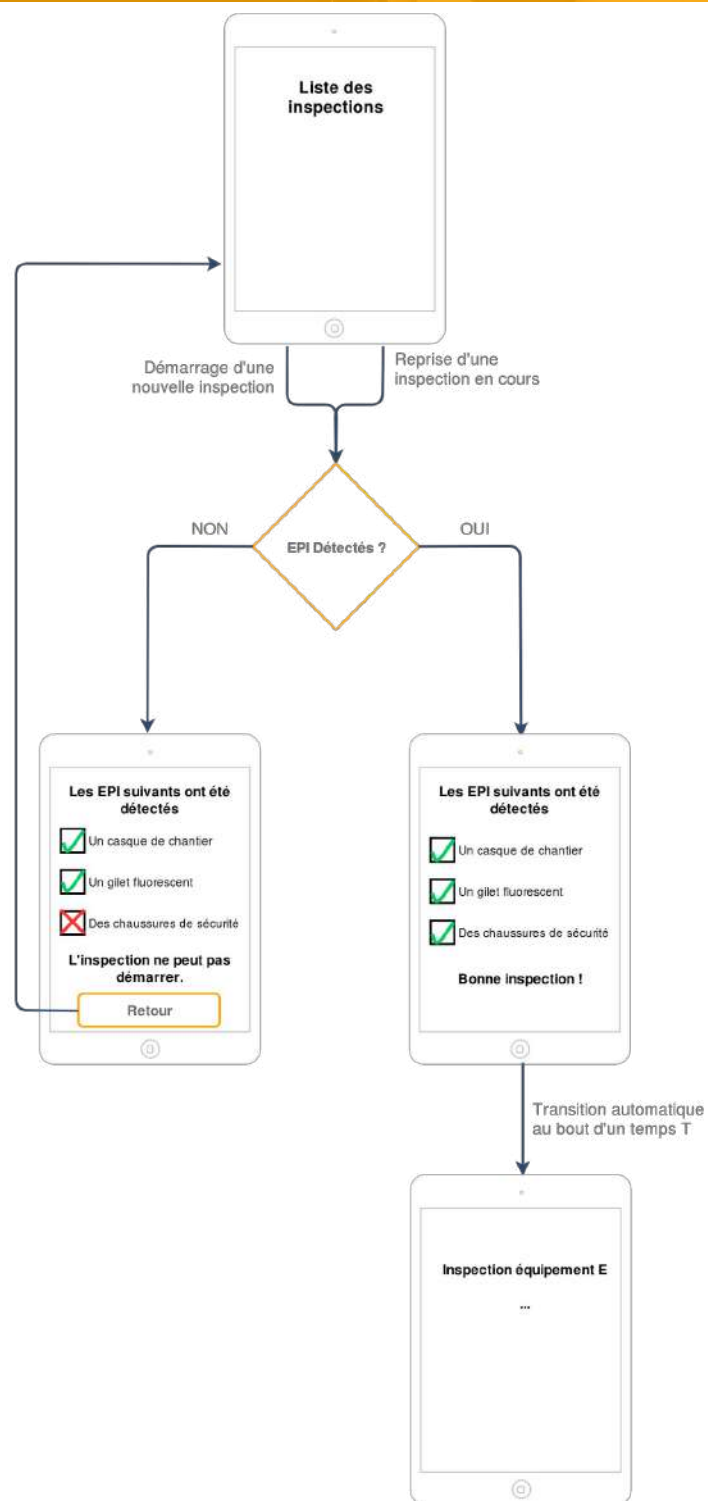 Liste des
inspections
Démarrage d'une
nouvelle inspection
Reprise d'une
inspection en cours
NON
EPI Détectés ?
OUI
Les EPI suivants ont été
détectés
Un casque de chantier
Un gilet fluorescent
Des chaussures de sécurité
L'inspection ne peut pas
démarrer.
Retour
Les EPI suivants ont été
détectés
Un casque de chantier
Un gilet fluorescent
Des chaussures de sécurité
Bonne inspection !
Transition automatique
au bout d'un temps T
Inspection équipement E
...